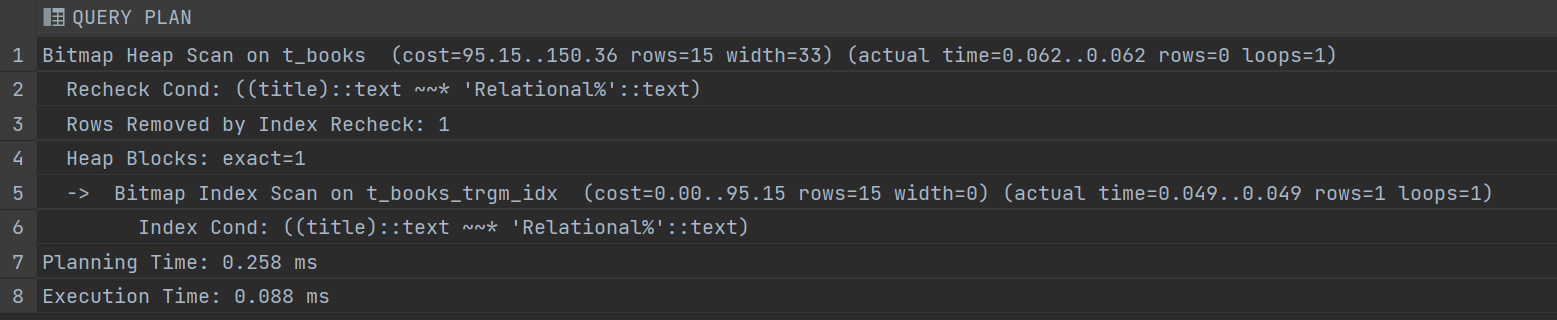 QUERY PLAN
1 Bitmap Heap Scan on t_books  (cost=95.15..150.36 rows=15 width=33) (actual time=0.062..0.062 rows=0 loops=1)
2   Recheck Cond: ((title)::text ~~* 'Relational%'::text)
3   Rows Removed by Index Recheck: 1
4   Heap Blocks: exact=1
5   ->  Bitmap Index Scan on t_books_trgm_idx  (cost=0.00..95.15 rows=15 width=0) (actual time=0.049..0.049 rows=1 loops=1)
6         Index Cond: ((title)::text ~~* 'Relational%'::text)
7 Planning Time: 0.258 ms
8 Execution Time: 0.088 ms